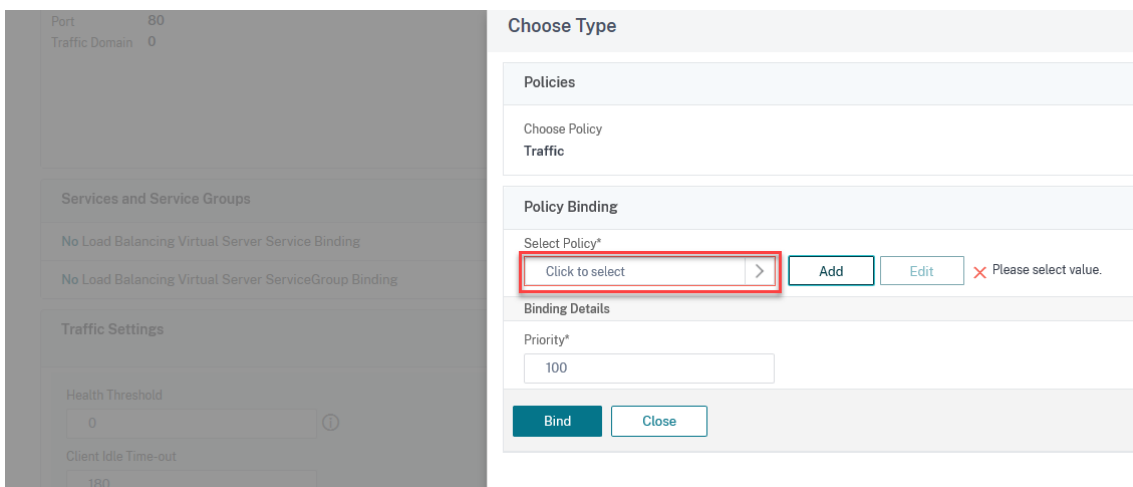 Port 80
Traffic Domain 0
Services and Service Groups
No Load Balancing Virtual Server Service Binding
No Load Balancing Virtual Server ServiceGroup Binding
Traffic Settings
Health Threshold
0
Client Idle Time-out
180
Choose Type
Policies
Choose Policy
Traffic
Policy Binding
Select Policy*
Click to select > Add Edit Please select value.
Binding Details
Priority*
100
Bind Close